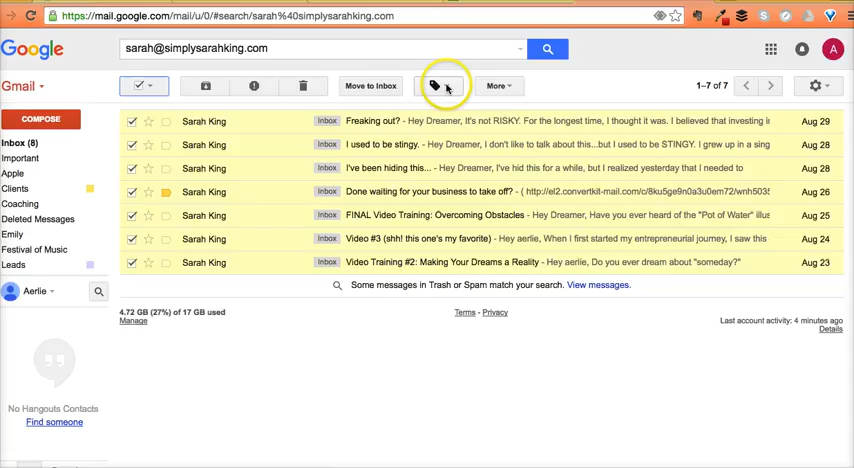 https://mail.google.com/mail/u/0/#search/sarah%40simplysarahking.com
Google
sarah@simplysarahking.com
A
Gmail
Move to Inbox
More
1–7 of 7
COMPOSE
Inbox (8)
Important
Apple
Clients
Coaching
Deleted Messages
Emily
Festival of Music
Leads
Aerlie
Sarah King Inbox Freaking out? - Hey Dreamer, It's not RISKY. For the longest time, I thought it was. I believed that investing in Aug 29
Sarah King Inbox I used to be stingy. - Hey Dreamer, I don't like to talk about this...but I used to be STINGY. I grew up in a sing Aug 28
Sarah King Inbox I've been hiding this... - Hey Dreamer, I've hid this for a while, but I realized yesterday that I needed to Aug 28
Sarah King Inbox Done waiting for your business to take off? - ( http://el2.convertkit-mail.com/c/8ku5ge9n0a3u0em72/wnh5035 Aug 26
Sarah King Inbox FINAL Video Training: Overcoming Obstacles - Hey Dreamer, Have you ever heard of the "Pot of Water" illus Aug 25
Sarah King Inbox Video #3 (shh! this one's my favorite) - Hey aerlie, When I first started my entrepreneurial journey, I saw this Aug 24
Sarah King Inbox Video Training #2: Making Your Dreams a Reality - Hey aerlie, Do you ever dream about "someday?" Aug 23
Some messages in Trash or Spam match your search. View messages.
4.72 GB (27%) of 17 GB used
Manage
Terms - Privacy
Last account activity: 4 minutes ago
Details
No Hangouts Contacts
Find someone